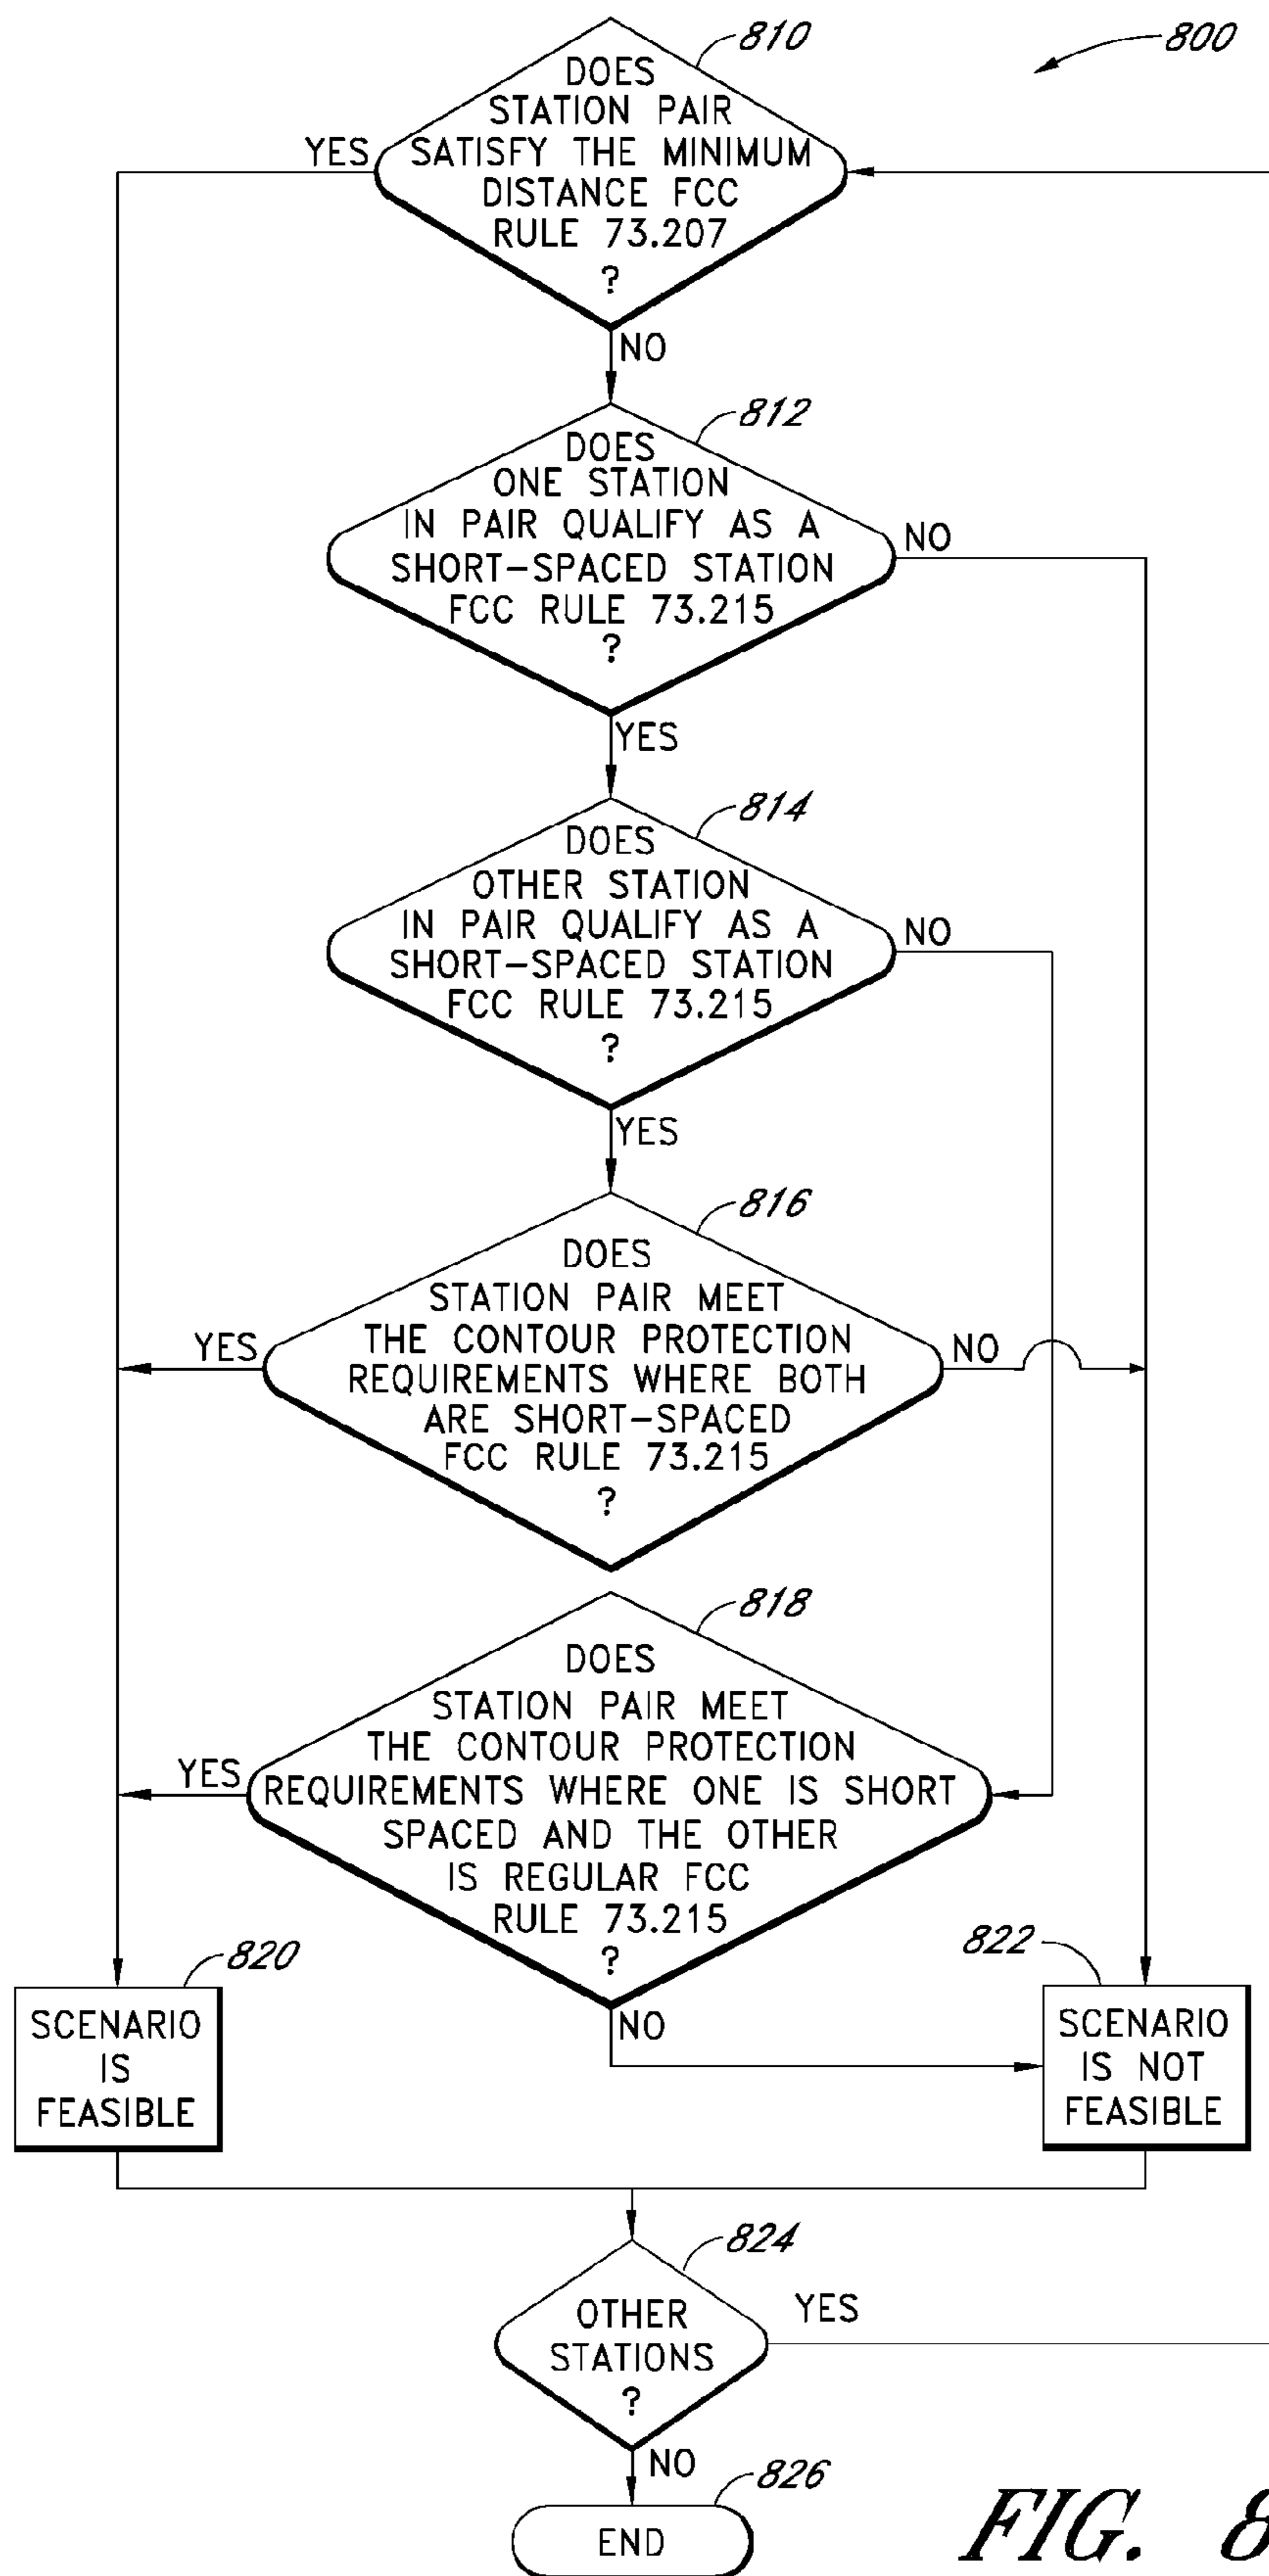 810
800
DOES
STATION PAIR
SATISFY THE MINIMUM
DISTANCE FCC
RULE 73.207
?
YES
NO
812
DOES
ONE STATION
IN PAIR QUALIFY AS A
SHORT-SPACED STATION
FCC RULE 73.215
?
NO
YES
814
DOES
OTHER STATION
IN PAIR QUALIFY AS A
SHORT-SPACED STATION
FCC RULE 73.215
?
NO
YES
816
DOES
STATION PAIR MEET
THE CONTOUR PROTECTION
REQUIREMENTS WHERE BOTH
ARE SHORT-SPACED
FCC RULE 73.215
?
YES
NO
818
DOES
STATION PAIR MEET
THE CONTOUR PROTECTION
REQUIREMENTS WHERE ONE IS SHORT
SPACED AND THE OTHER
IS REGULAR FCC
RULE 73.215
?
YES
NO
820
SCENARIO
IS
FEASIBLE
822
SCENARIO
IS NOT
FEASIBLE
824
OTHER
STATIONS
?
YES
NO
826
END
FIG. 8